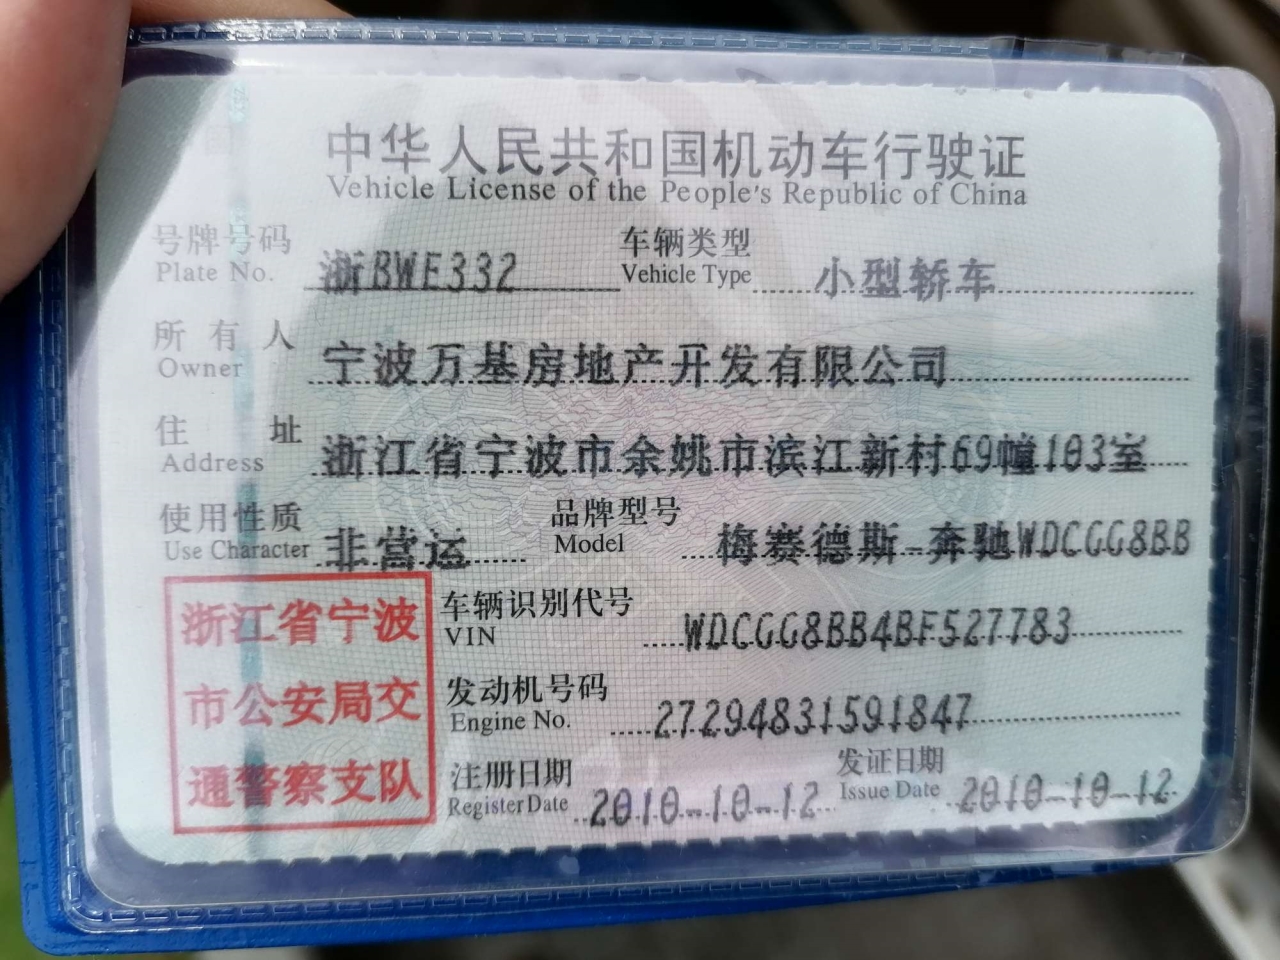 中华人民共和国机动车行驶证
Vehicle License of the People's Republic of China
号牌号码 浙BWE332 车辆类型 小型轿车
Plate No. Vehicle Type
所有人 宁波万基房地产开发有限公司
Owner
住址 浙江省宁波市余姚市滨江新村69幢103室
Address
使用性质 非营运 品牌型号 梅赛德斯-奔驰WDCGG8BB
Use Character Model
浙江省宁波
市公安局交
通警察支队
车辆识别代号 WDCGG8BB4BF527783
VIN
发动机号码 27294831591847
Engine No.
注册日期 2010-10-12 发证日期 2010-10-12
Register Date Issue Date